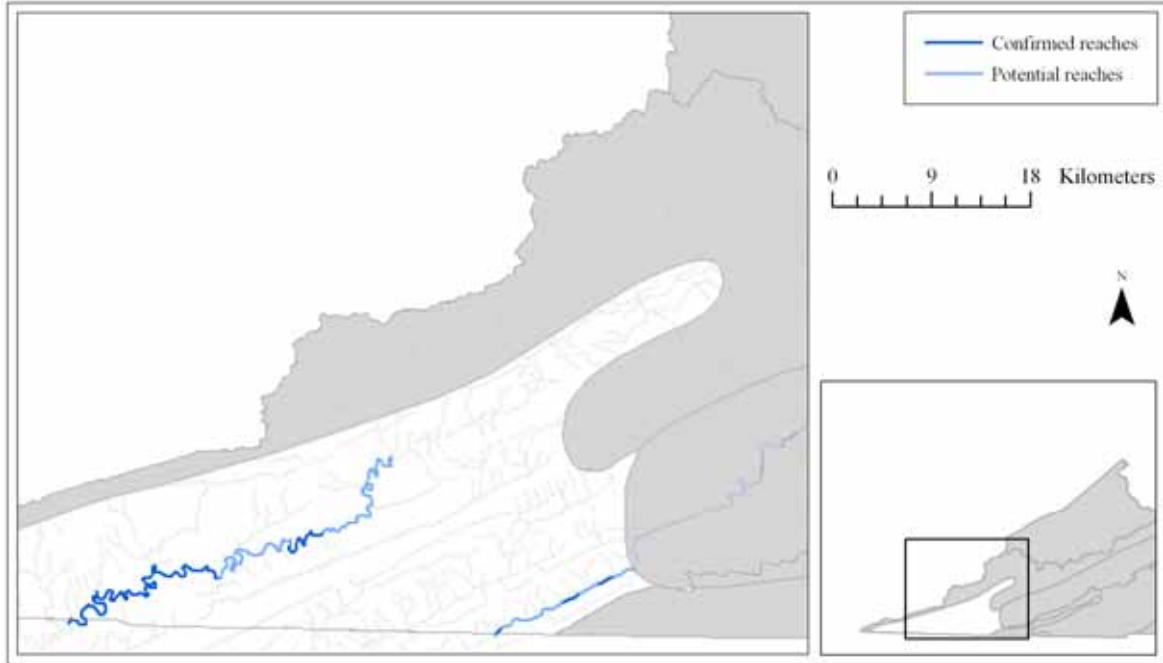 Confirmed reaches
Potential reaches
0 9 18 Kilometers
N